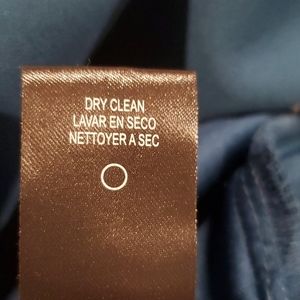 DRY CLEAN
LAVAR EN SECO
NETTOYER A SEC